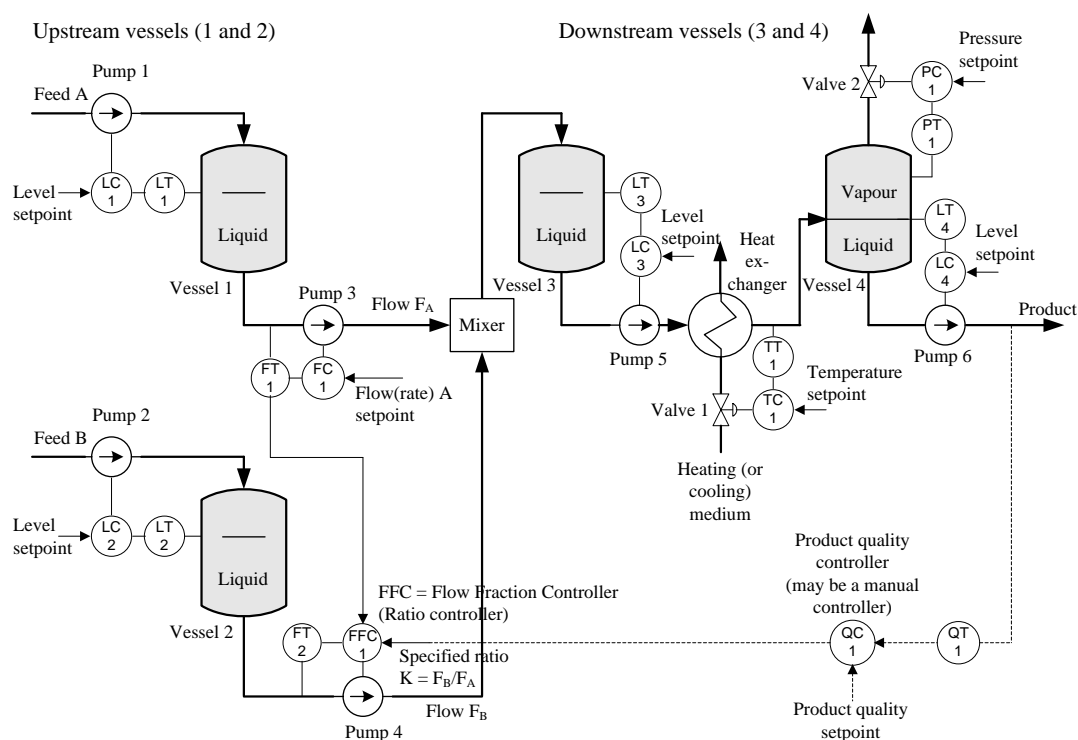 Upstream vessels (1 and 2)
Downstream vessels (3 and 4)
Pump 1
Feed A
LC
1
LT
1
Level
setpoint
Liquid
Vessel 1
Pump 3
Flow F_A
FT
1
FC
1
Flow(rate) A
setpoint
Mixer
Pump 2
Feed B
LC
2
LT
2
Level
setpoint
Liquid
Vessel 2
FFC = Flow Fraction Controller
(Ratio controller)
FT
2
FFC
1
Specified ratio
K = F_B/F_A
Flow F_B
Pump 4
Liquid
Vessel 3
LT
3
LC
3
Level
setpoint
Pump 5
Heat
ex-
changer
TT
1
TC
1
Temperature
setpoint
Valve 1
Heating (or
cooling)
medium
Valve 2
PC
1
Pressure
setpoint
PT
1
Vapour
Liquid
Vessel 4
LT
4
LC
4
Level
setpoint
Pump 6
Product
Product quality
controller
(may be a manual
controller)
QC
1
QT
1
Product quality
setpoint